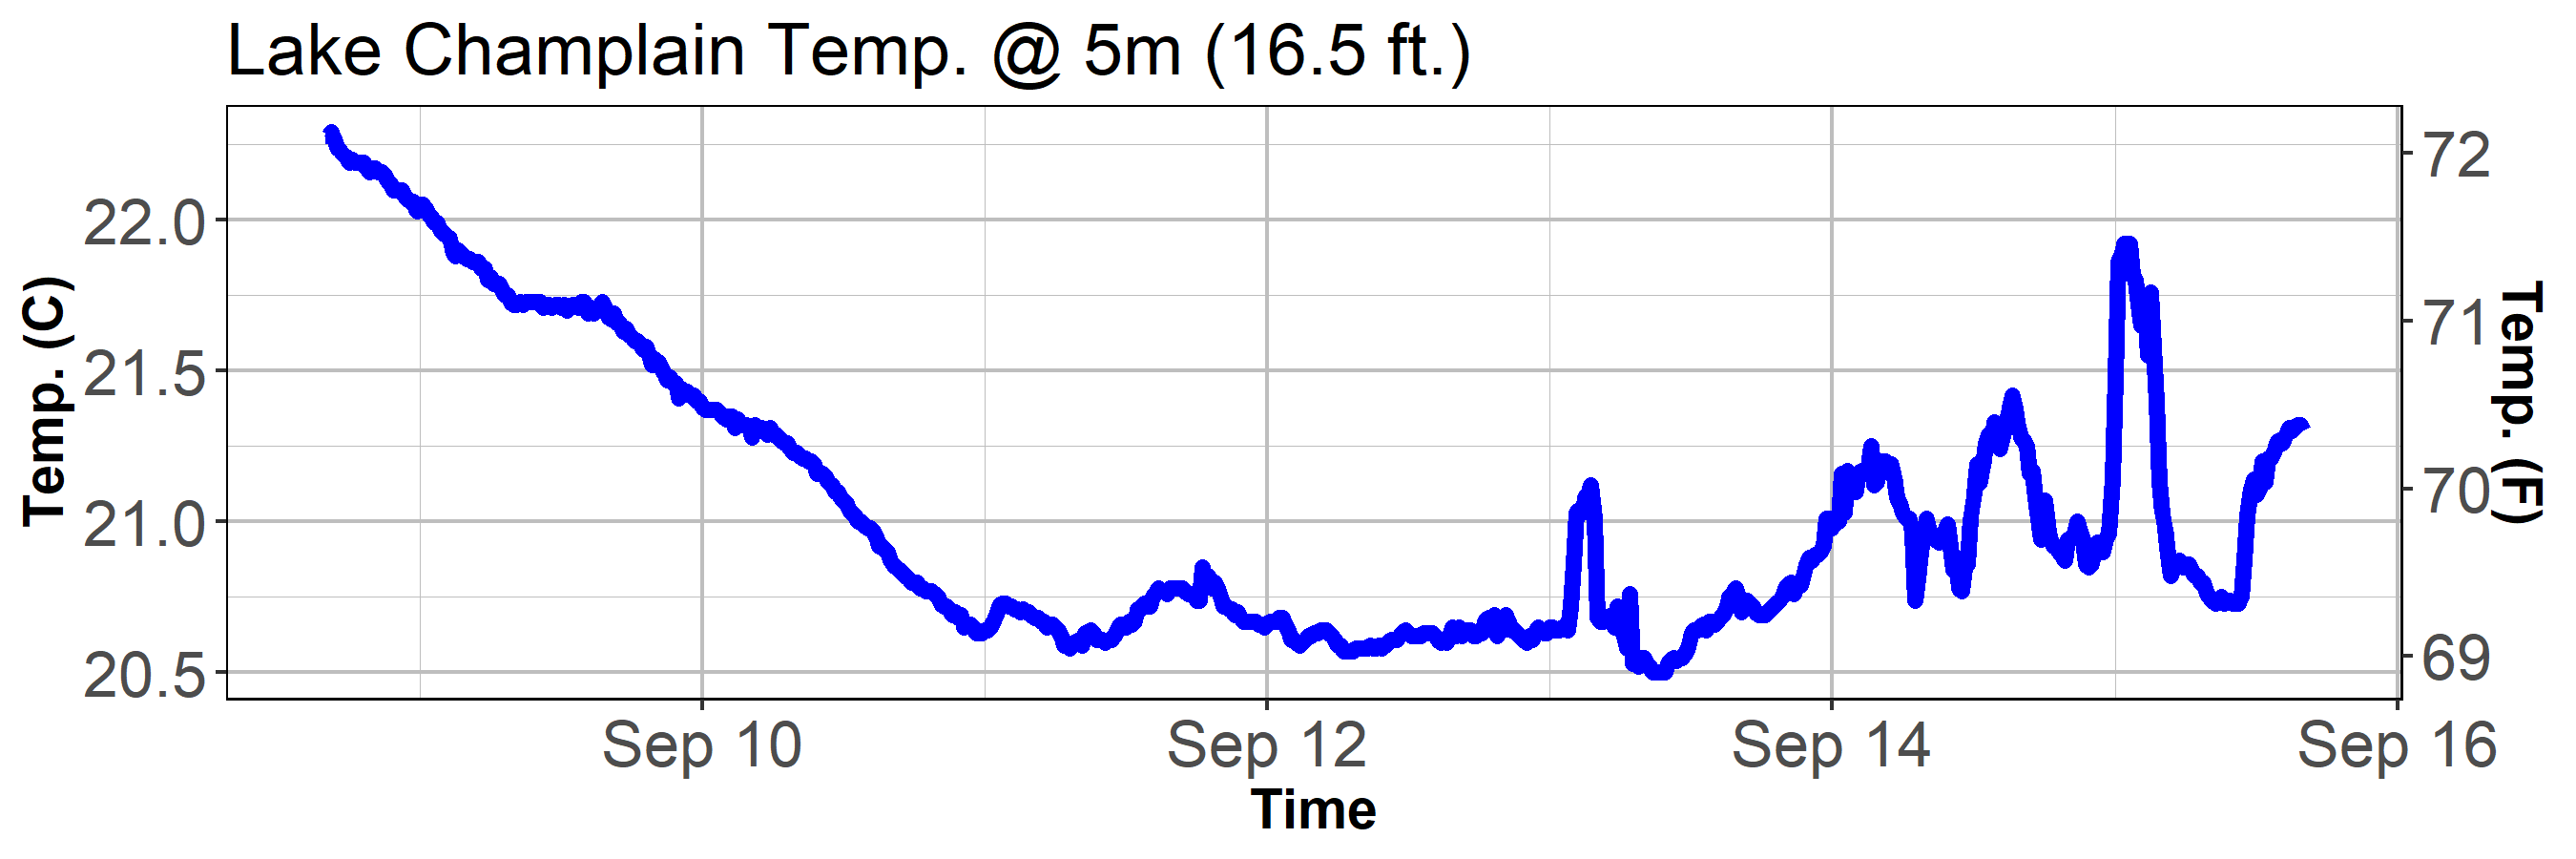 Lake Champlain Temp. @ 5m (16.5 ft.)
Temp. (C)
22.0
21.5
21.0
20.5
72
71
70
69
Temp. (F)
Sep 10
Sep 12
Sep 14
Sep 16
Time